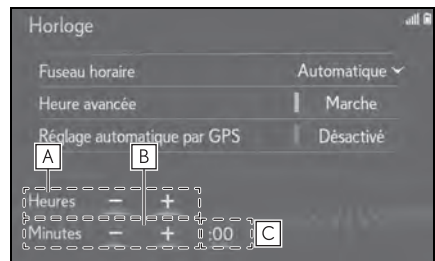 Horloge
Fuseau horaire Automatique
Heure avancée Marche
Réglage automatique par GPS Désactivé
A B
Heures − +
Minutes − + :00 C